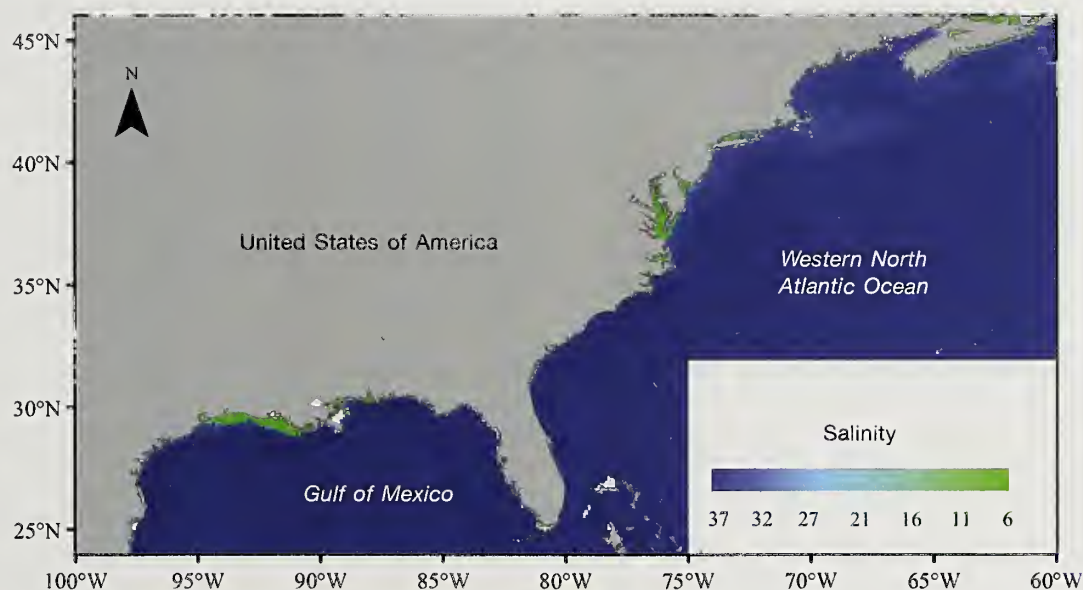 45°N
N
40°N
United States of America
Western North
Atlantic Ocean
35°N
30°N
Salinity
Gulf of Mexico
37 32 27 21 16 11 6
25°N
100°W 95°W 90°W 85°W 80°W 75°W 70°W 65°W 60°W